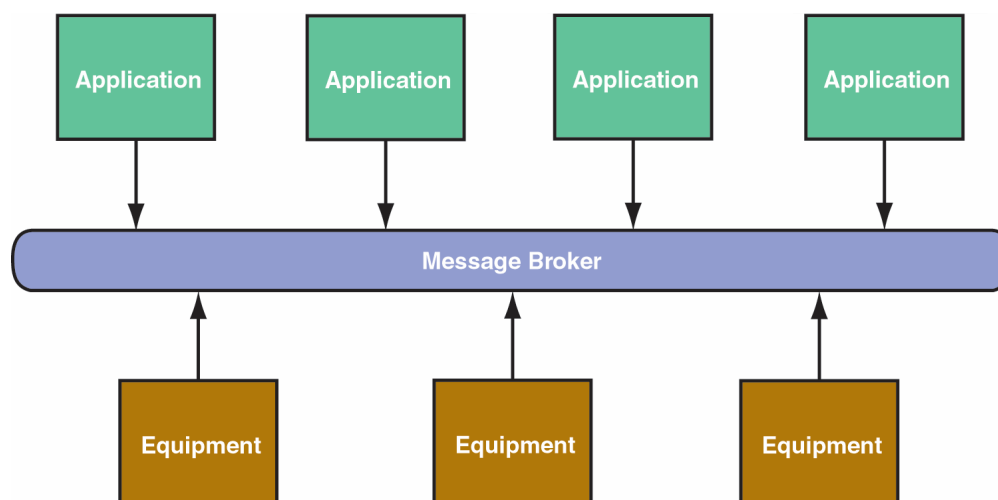 Application
Application
Application
Application
Message Broker
Equipment
Equipment
Equipment